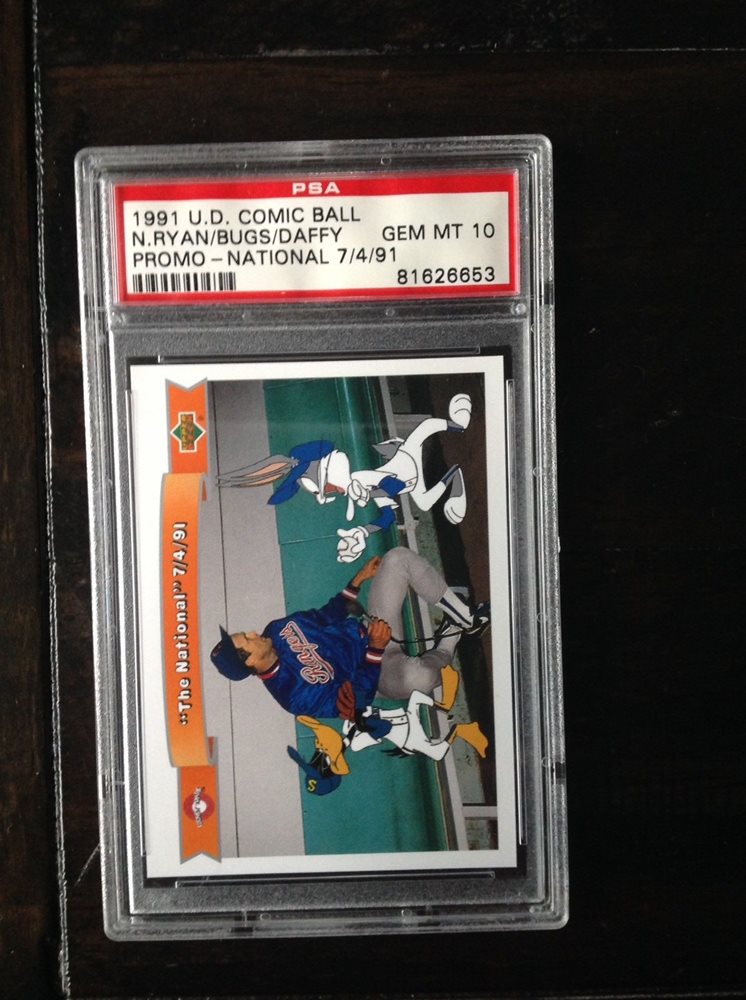 PSA
1991 U.D. COMIC BALL
N.RYAN/BUGS/DAFFY GEM MT 10
PROMO – NATIONAL 7/4/91
81626653
"The National" 7/4/91
Rangers
S